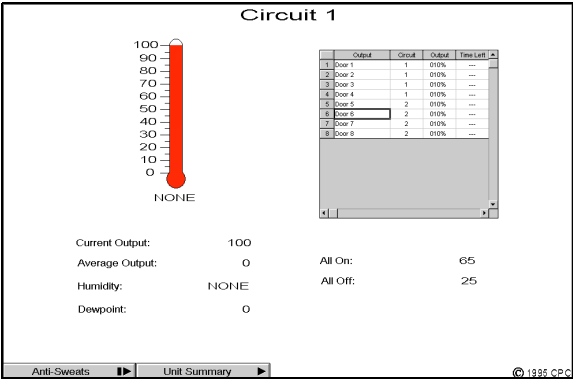 Circuit 1
100
90
80
70
60
50
40
30
20
10
0
NONE
Output Circuit Output Time Left
1 Door 1 1 010% ---
2 Door 2 1 010% ---
3 Door 3 1 010% ---
4 Door 4 1 010% ---
5 Door 5 2 010% ---
6 Door 6 2 010% ---
7 Door 7 2 010% ---
8 Door 8 2 010% ---
Current Output: 100
Average Output: 0
Humidity: NONE
Dewpoint: 0
All On: 65
All Off: 25
Anti-Sweats
Unit Summary
© 1995 CPC